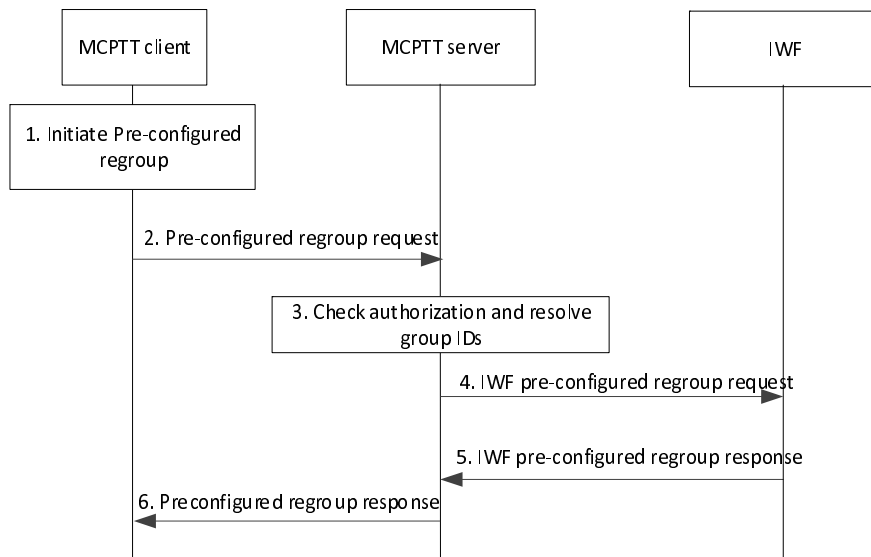 MCPTT client
MCPTT server
IWF
1. Initiate Pre-configured
regroup
2. Pre-configured regroup request
3. Check authorization and resolve
group IDs
4. IWF pre-configured regroup request
5. IWF pre-configured regroup response
6. Preconfigured regroup response